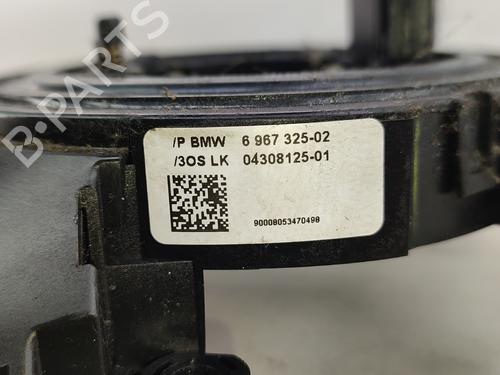 /P BMW 6 967 325-02
/3OS LK 04308125-01
90008053470498
B-PARTS